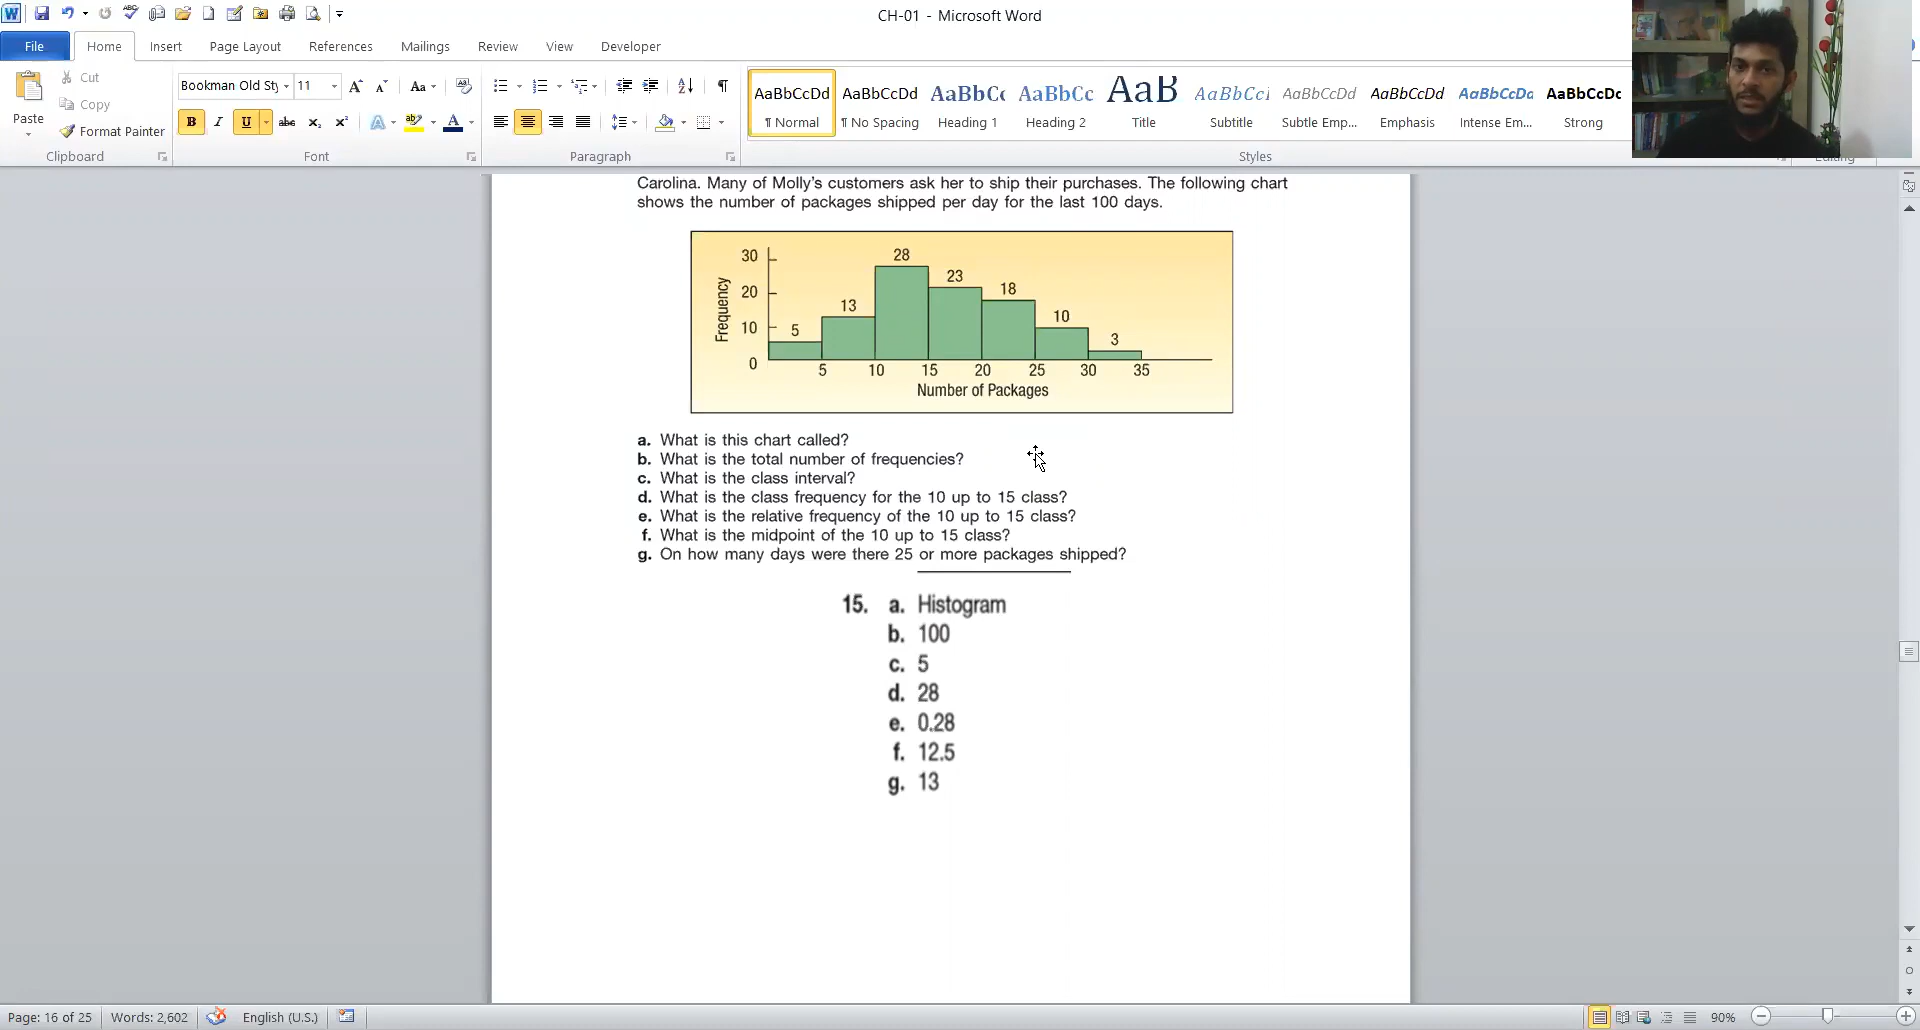 CH-01 - Microsoft Word
File Home Insert Page Layout References Mailings Review View Developer
Cut
Copy
Format Painter
Paste
Clipboard
Bookman Old Sty 11
Font
Paragraph
AaBbCcDd AaBbCcDd AaBbCc AaBbCc AaB AaBbCcI AaBbCcDd AaBbCcDd AaBbCcDd AaBbCcDc
¶ Normal ¶ No Spacing Heading 1 Heading 2 Title Subtitle Subtle Emp... Emphasis Intense Em... Strong
Styles
Carolina. Many of Molly's customers ask her to ship their purchases. The following chart
shows the number of packages shipped per day for the last 100 days.
Frequency
30
20
10
0
5 13 28 23 18 10 3
5 10 15 20 25 30 35
Number of Packages
a. What is this chart called?
b. What is the total number of frequencies?
c. What is the class interval?
d. What is the class frequency for the 10 up to 15 class?
e. What is the relative frequency of the 10 up to 15 class?
f. What is the midpoint of the 10 up to 15 class?
g. On how many days were there 25 or more packages shipped?
15. a. Histogram
b. 100
c. 5
d. 28
e. 0.28
f. 12.5
g. 13
Page: 16 of 25 Words: 2,602 English (U.S.) 90%